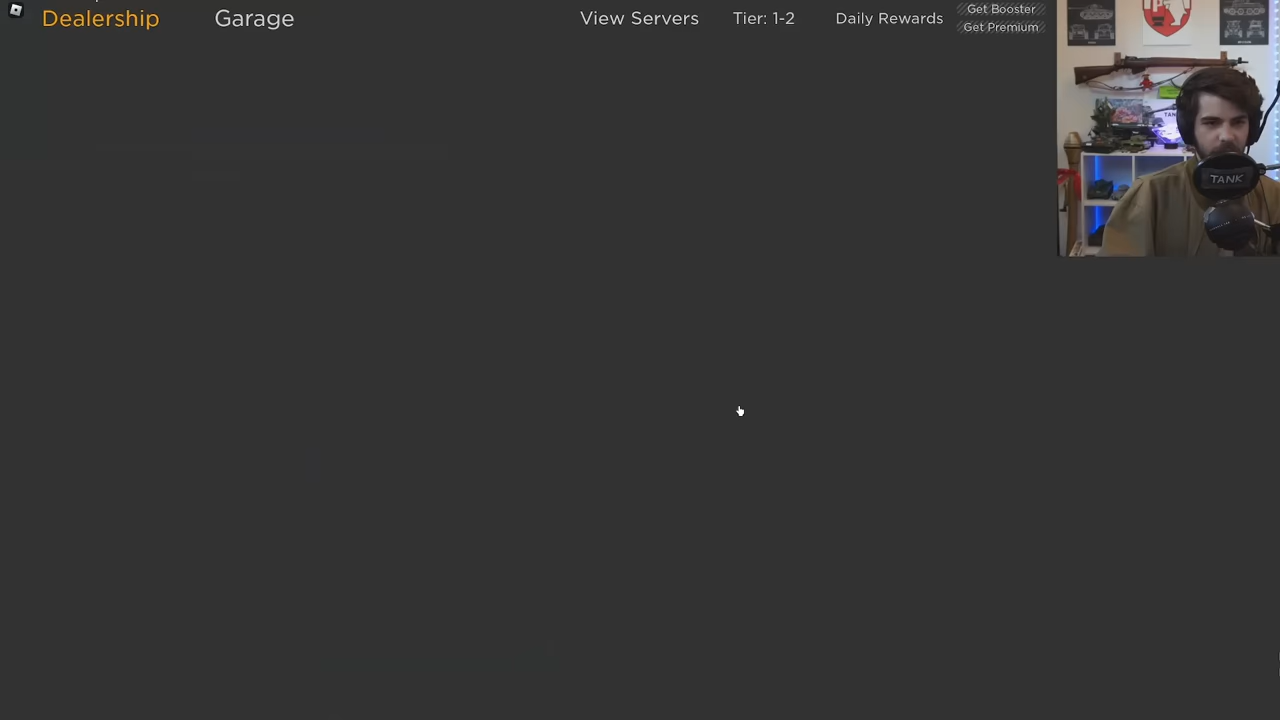 Dealership
Garage
View Servers
Tier: 1-2
Daily Rewards
Get Booster
Get Premium
TANK